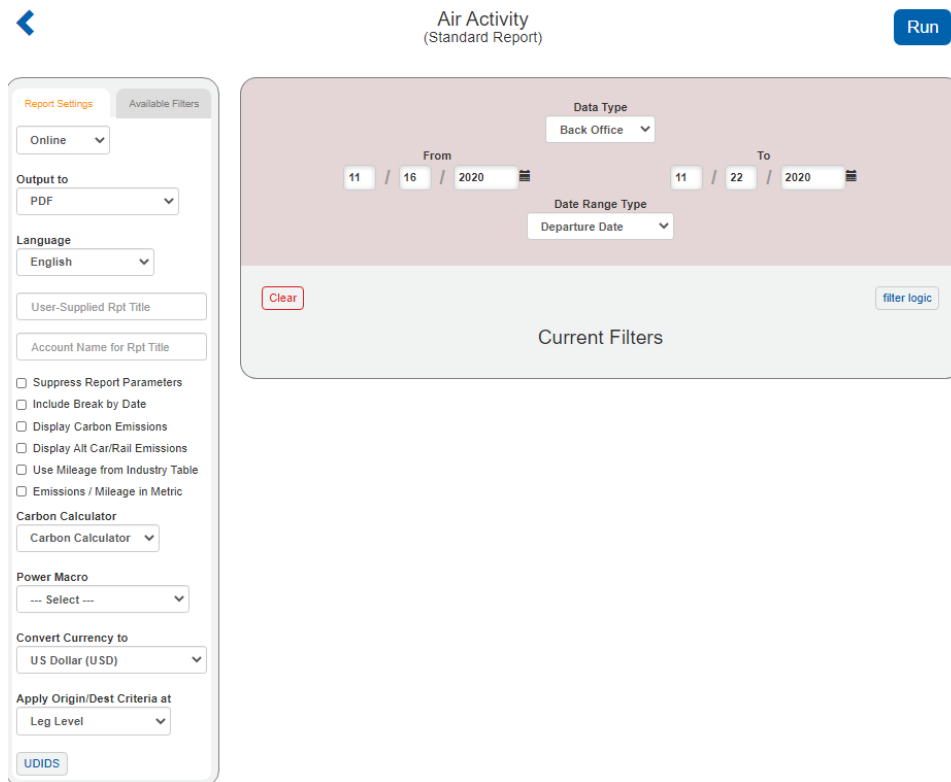 Air Activity
(Standard Report)
Run
Report Settings
Available Filters
Online
Output to
PDF
Language
English
User-Supplied Rpt Title
Account Name for Rpt Title
Suppress Report Parameters
Include Break by Date
Display Carbon Emissions
Display Alt Car/Rail Emissions
Use Mileage from Industry Table
Emissions / Mileage in Metric
Carbon Calculator
Carbon Calculator
Power Macro
--- Select ---
Convert Currency to
US Dollar (USD)
Apply Origin/Dest Criteria at
Leg Level
UDIDS
Data Type
Back Office
From
11 / 16 / 2020
To
11 / 22 / 2020
Date Range Type
Departure Date
Clear
filter logic
Current Filters